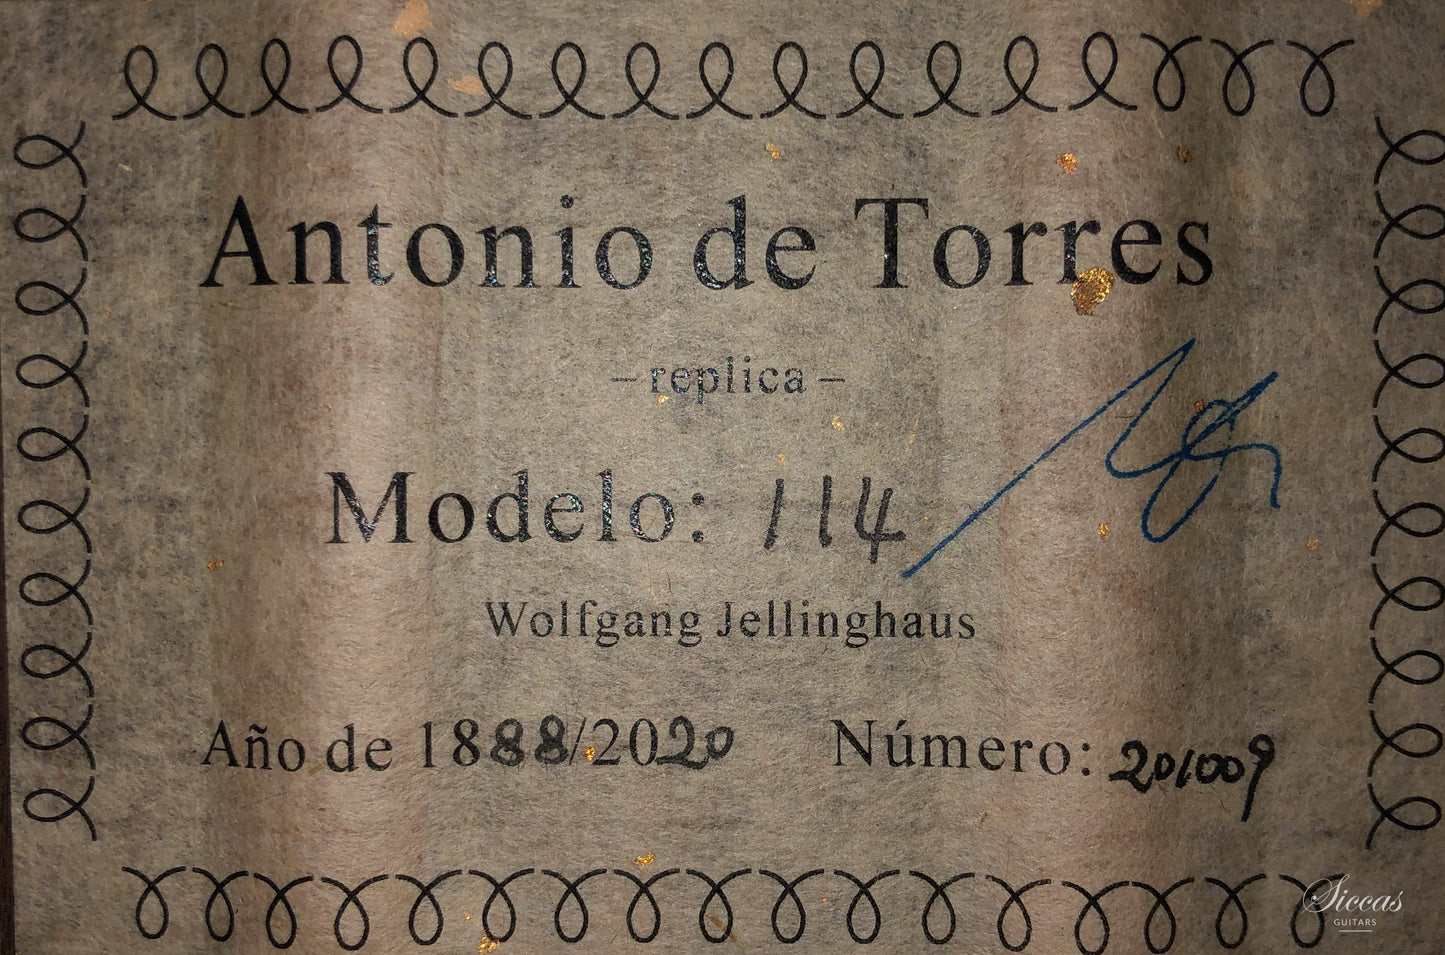 Antonio de Torres
– replica –
Modelo: 114
Wolfgang Jellinghaus
Año de 1888/2020 Número: 201009
Siccas
GUITARS